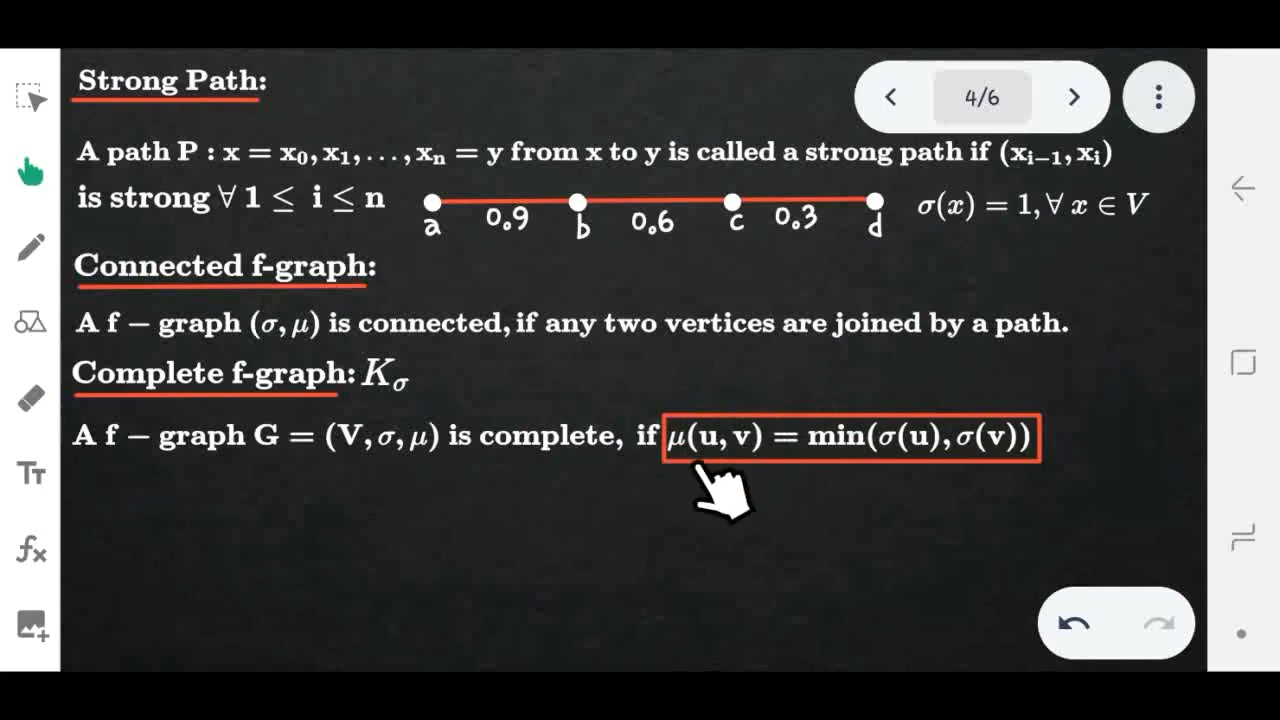 Strong Path:
4/6
A path P : x = x₀, x₁, . . . , xₙ = y from x to y is called a strong path if (xᵢ₋₁, xᵢ)
is strong ∀ 1 ≤ i ≤ n
a 0.9 b 0.6 c 0.3 d σ(x) = 1, ∀ x ∈ V
Connected f-graph:
A f − graph (σ, μ) is connected, if any two vertices are joined by a path.
Complete f-graph: K_σ
A f − graph G = (V, σ, μ) is complete, if μ(u, v) = min(σ(u), σ(v))
Tт
fx